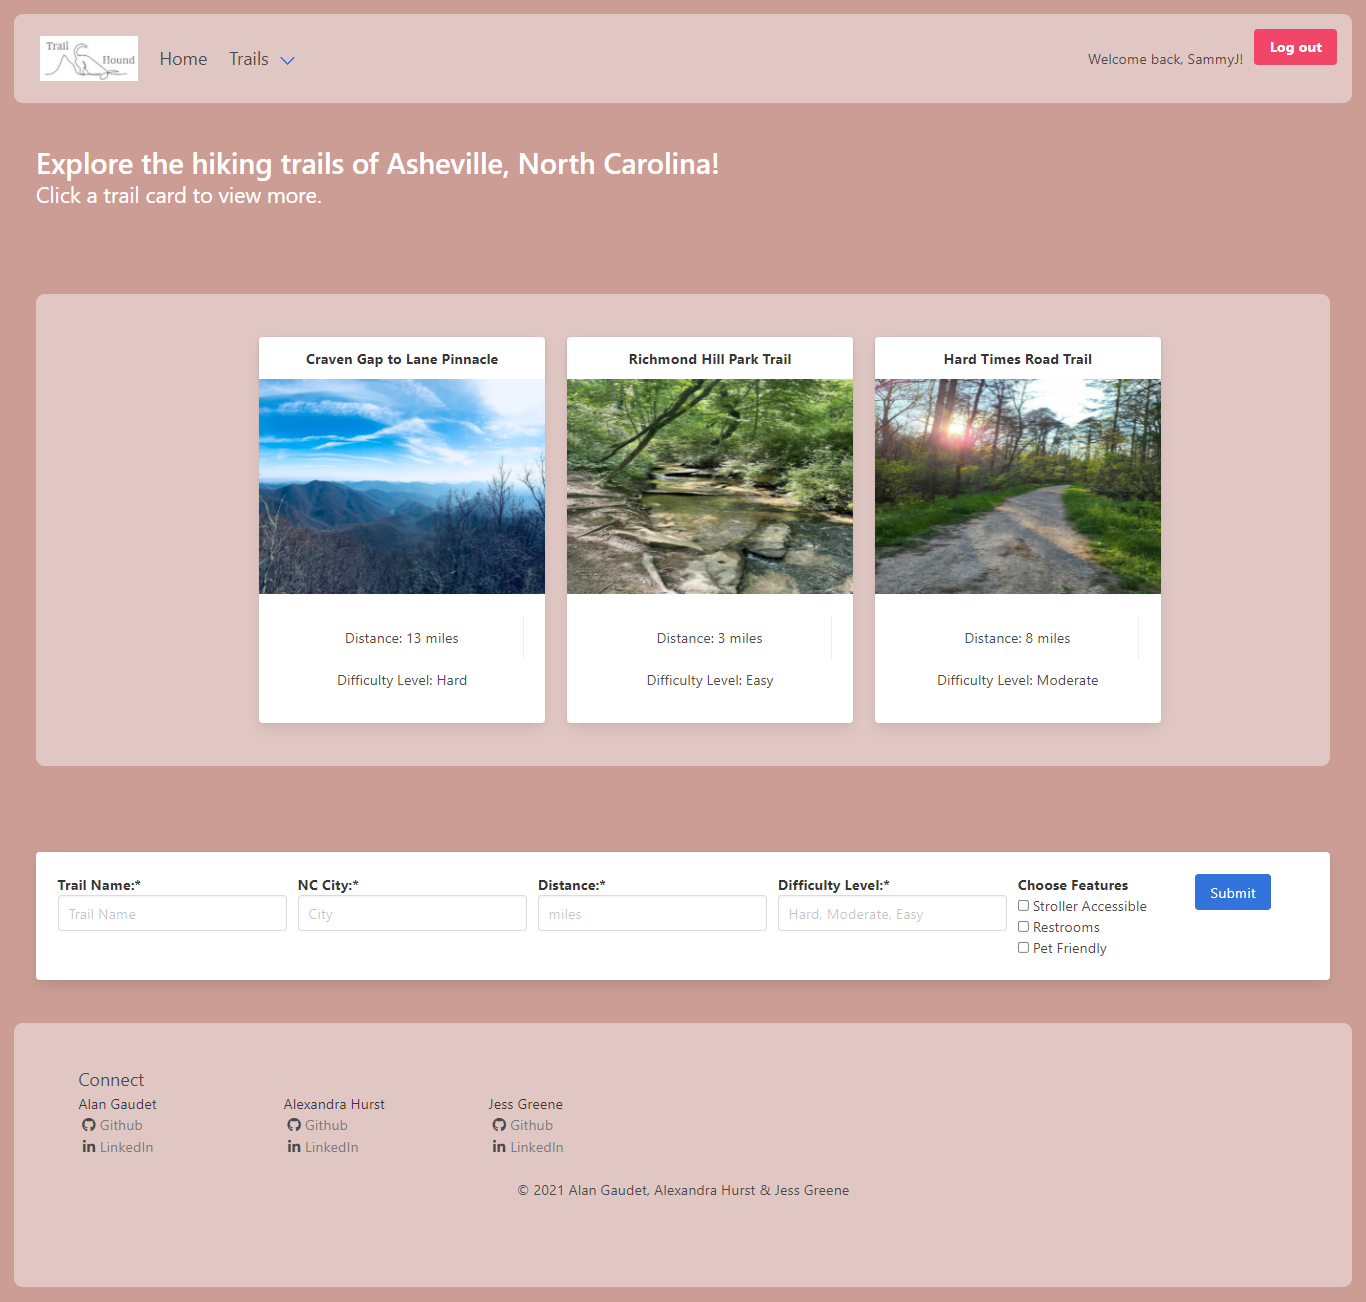 Trail
Hound
Home
Trails
Welcome back, SammyJ!
Log out
Explore the hiking trails of Asheville, North Carolina!
Click a trail card to view more.
Craven Gap to Lane Pinnacle
Distance: 13 miles
Difficulty Level: Hard
Richmond Hill Park Trail
Distance: 3 miles
Difficulty Level: Easy
Hard Times Road Trail
Distance: 8 miles
Difficulty Level: Moderate
Trail Name:*
Trail Name
NC City:*
City
Distance:*
miles
Difficulty Level:*
Hard, Moderate, Easy
Choose Features
Stroller Accessible
Restrooms
Pet Friendly
Submit
Connect
Alan Gaudet
Github
LinkedIn
Alexandra Hurst
Github
LinkedIn
Jess Greene
Github
LinkedIn
© 2021 Alan Gaudet, Alexandra Hurst & Jess Greene